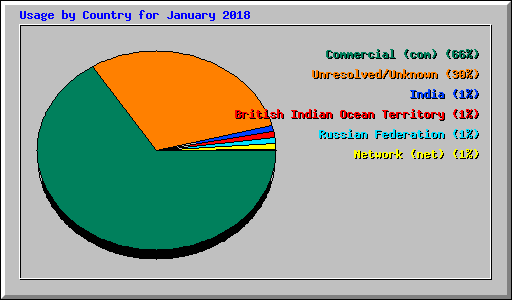 Usage by Country for January 2018
Commercial (com) (66%)
Unresolved/Unknown (30%)
India (1%)
British Indian Ocean Territory (1%)
Russian Federation (1%)
Network (net) (1%)